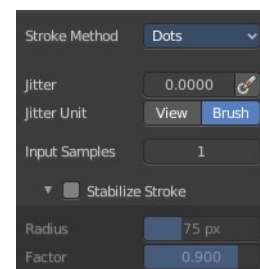 Stroke Method Dots
Jitter 0.0000
Jitter Unit View Brush
Input Samples 1
Stabilize Stroke
Radius 75 px
Factor 0.900